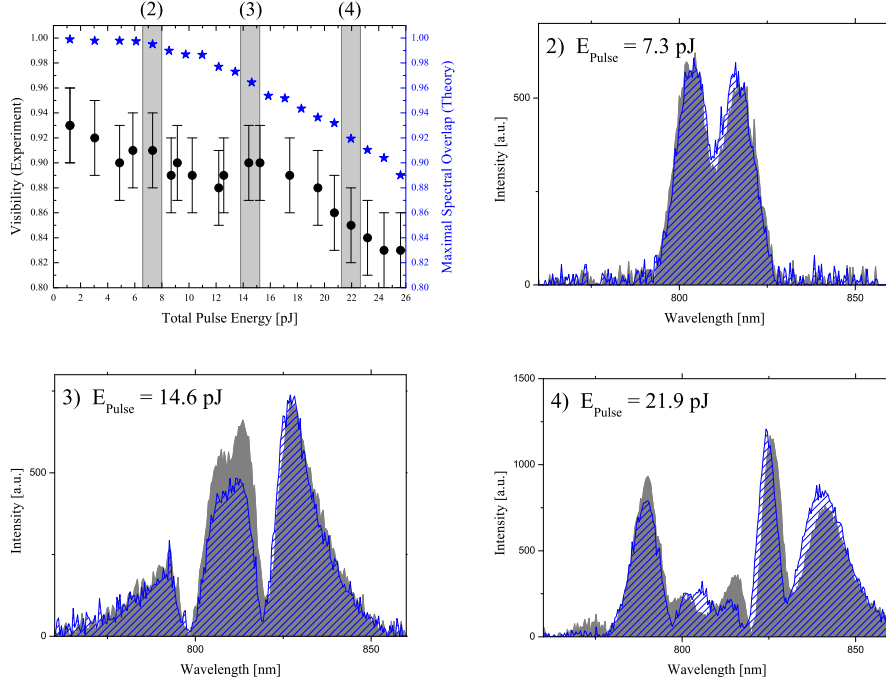 (2) (3) (4)
1.00 1.00
0.98 0.98
0.96 0.96
0.94 0.94
0.92 0.92
0.90 0.90
0.88 0.88
0.86 0.86
0.84 0.84
0.82 0.82
0.80 0.80
Visibility (Experiment)
Maximal Spectral Overlap (Theory)
0 2 4 6 8 10 12 14 16 18 20 22 24 26
Total Pulse Energy [pJ]
2) E_Pulse = 7.3 pJ
500
0
Intensity [a.u.]
800 850
Wavelength [nm]
3) E_Pulse = 14.6 pJ
500
0
Intensity [a.u.]
800 850
Wavelength [nm]
4) E_Pulse = 21.9 pJ
1500
1250
1000
750
500
250
0
Intensity [a.u.]
800 850
Wavelength [nm]